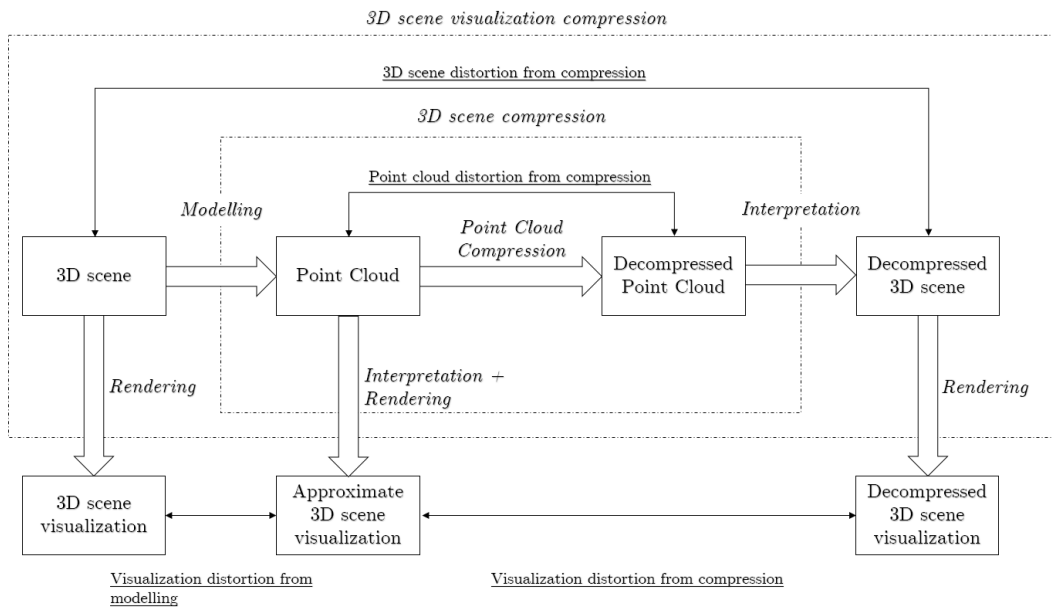 3D scene visualization compression
3D scene distortion from compression
3D scene compression
Point cloud distortion from compression
Modelling
Point Cloud
Compression
Interpretation
3D scene
Point Cloud
Decompressed
Point Cloud
Decompressed
3D scene
Rendering
Interpretation +
Rendering
Rendering
3D scene
visualization
Approximate
3D scene
visualization
Decompressed
3D scene
visualization
Visualization distortion from
modelling
Visualization distortion from compression